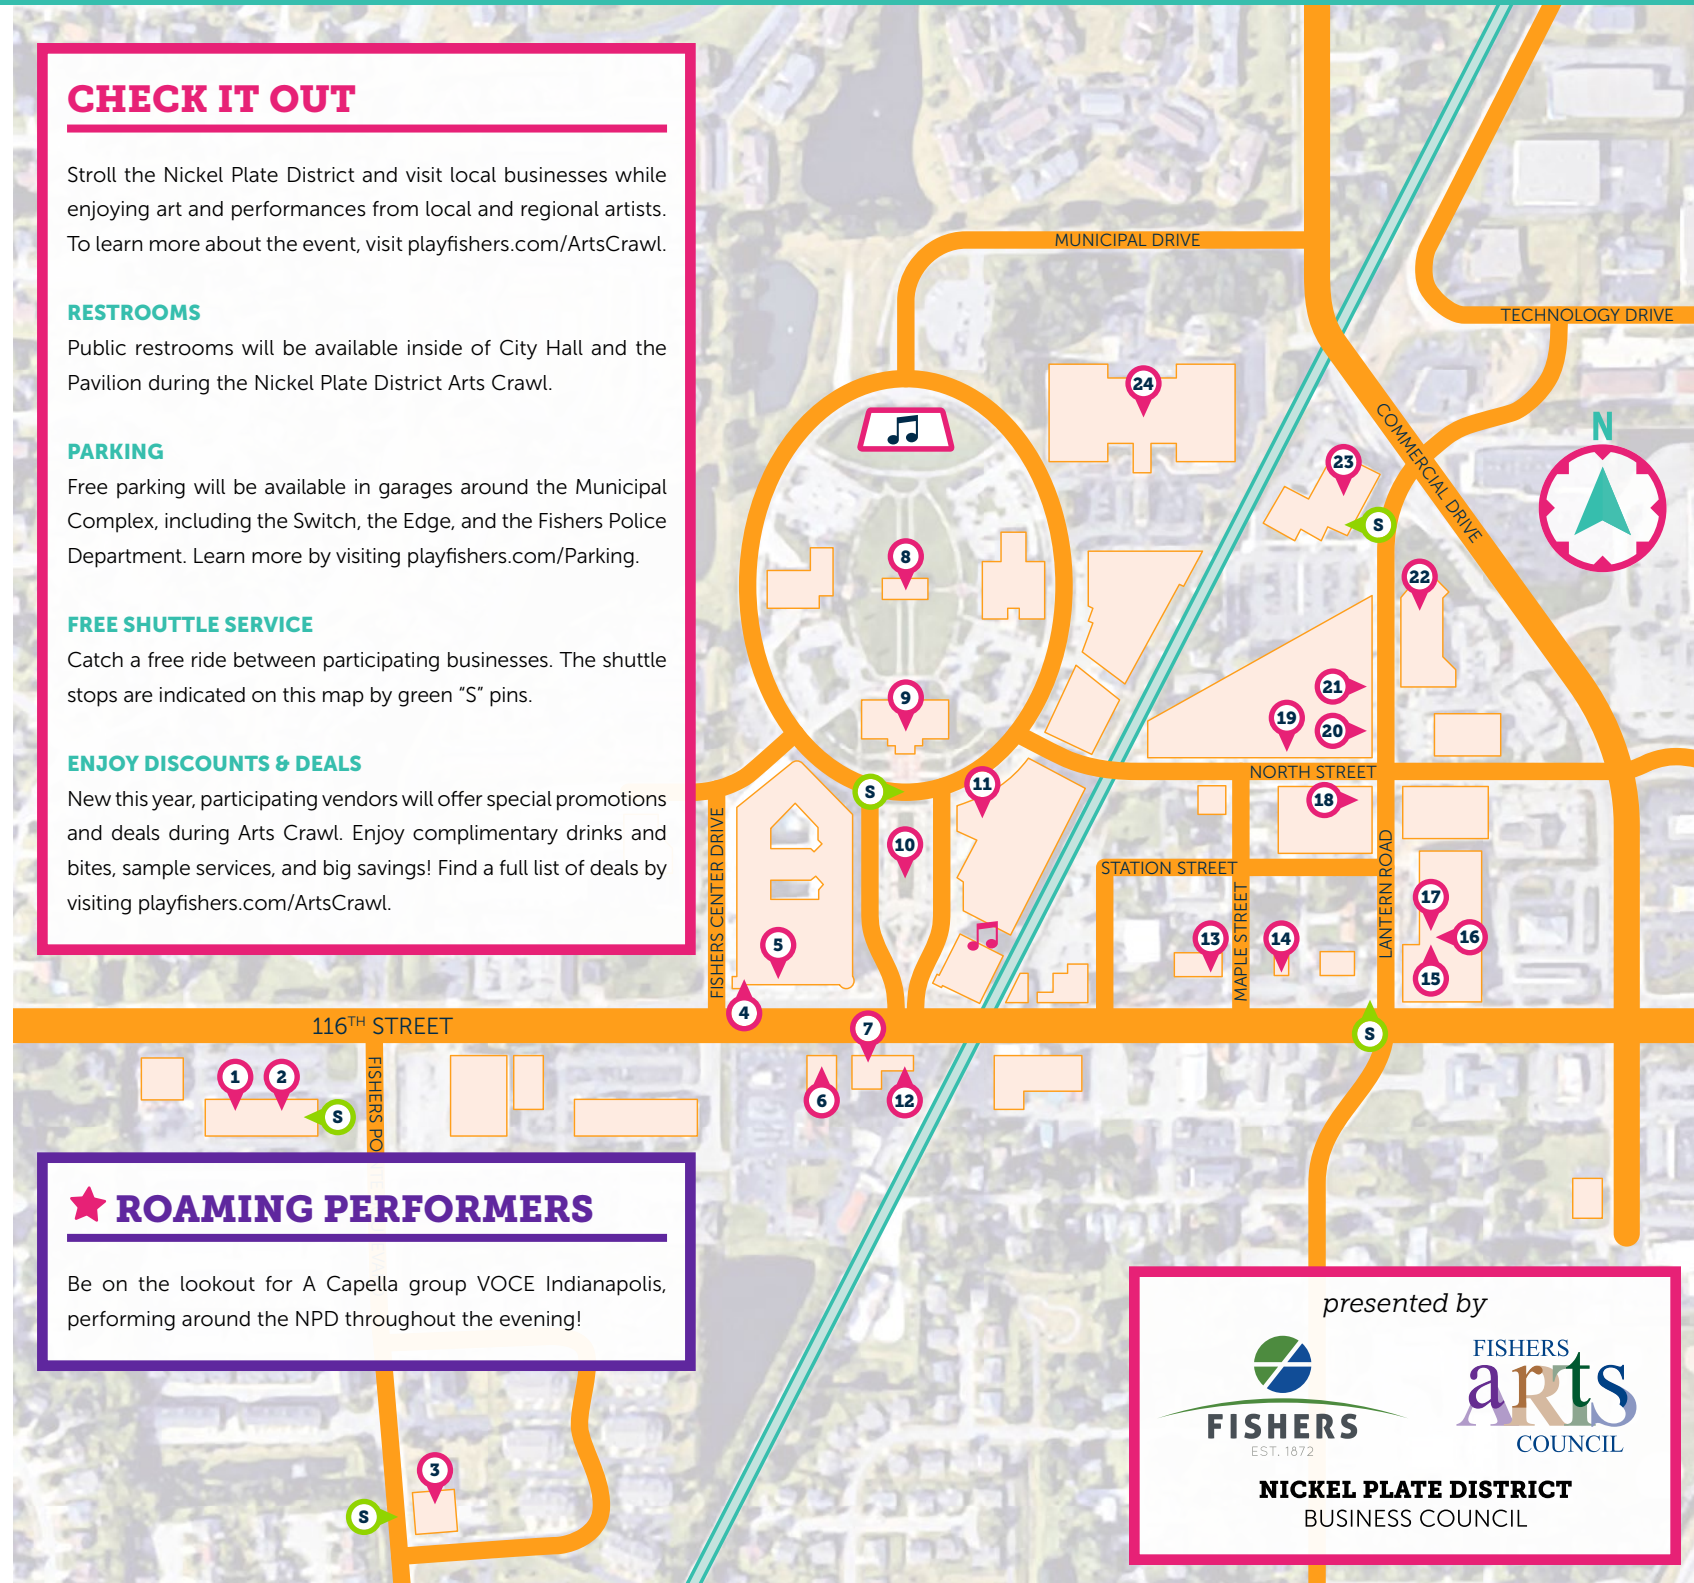 CHECK IT OUT
Stroll the Nickel Plate District and visit local businesses while
enjoying art and performances from local and regional artists.
To learn more about the event, visit playfishers.com/ArtsCrawl.
RESTROOMS
Public restrooms will be available inside of City Hall and the
Pavilion during the Nickel Plate District Arts Crawl.
PARKING
Free parking will be available in garages around the Municipal
Complex, including the Switch, the Edge, and the Fishers Police
Department. Learn more by visiting playfishers.com/Parking.
FREE SHUTTLE SERVICE
Catch a free ride between participating businesses. The shuttle
stops are indicated on this map by green “S” pins.
ENJOY DISCOUNTS & DEALS
New this year, participating vendors will offer special promotions
and deals during Arts Crawl. Enjoy complimentary drinks and
bites, sample services, and big savings! Find a full list of deals by
visiting playfishers.com/ArtsCrawl.
MUNICIPAL DRIVE
TECHNOLOGY DRIVE
COMMERCIAL DRIVE
N
24
23
S
8
22
21
9
19
20
NORTH STREET
S
11
18
10
FISHERS CENTER DRIVE
STATION STREET
MAPLE STREET
LANTERN ROAD
17
5
13
14
16
15
4
116TH STREET
7
S
FISHERS PO
1
2
S
6
12
ROAMING PERFORMERS
Be on the lookout for A Capella group VOCE Indianapolis,
performing around the NPD throughout the evening!
3
S
presented by
FISHERS
EST. 1872
FISHERS
arts
ARTS
COUNCIL
NICKEL PLATE DISTRICT
BUSINESS COUNCIL